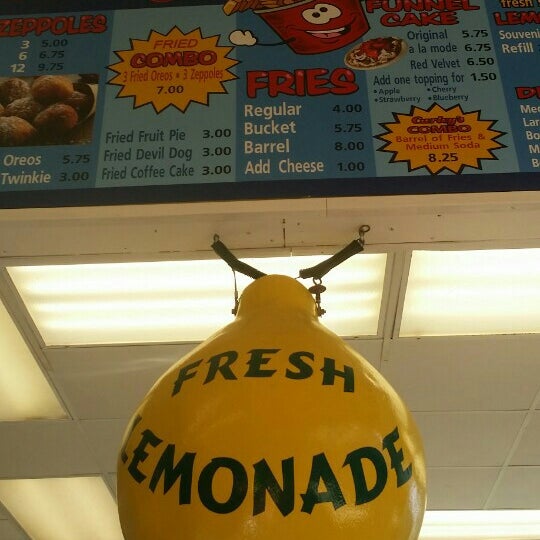 ZEPPOLES
3 5.00
6 6.75
12 9.75
Oreos 5.75
Twinkie 3.00
FRIED
COMBO
3 Fried Oreos • 3 Zeppoles
7.00
Fried Fruit Pie 3.00
Fried Devil Dog 3.00
Fried Coffee Cake 3.00
FRIES
Regular 4.00
Bucket 5.75
Barrel 8.00
Add Cheese 1.00
FUNNEL
CAKE
Original 5.75
a la mode 6.75
Red Velvet 6.50
Add one topping for 1.50
• Apple • Cherry
• Strawberry • Blueberry
Curly's
COMBO
Barrel of Fries &
Medium Soda
8.25
fresh
LEM
Souveni
Refill
FRESH
LEMONADE